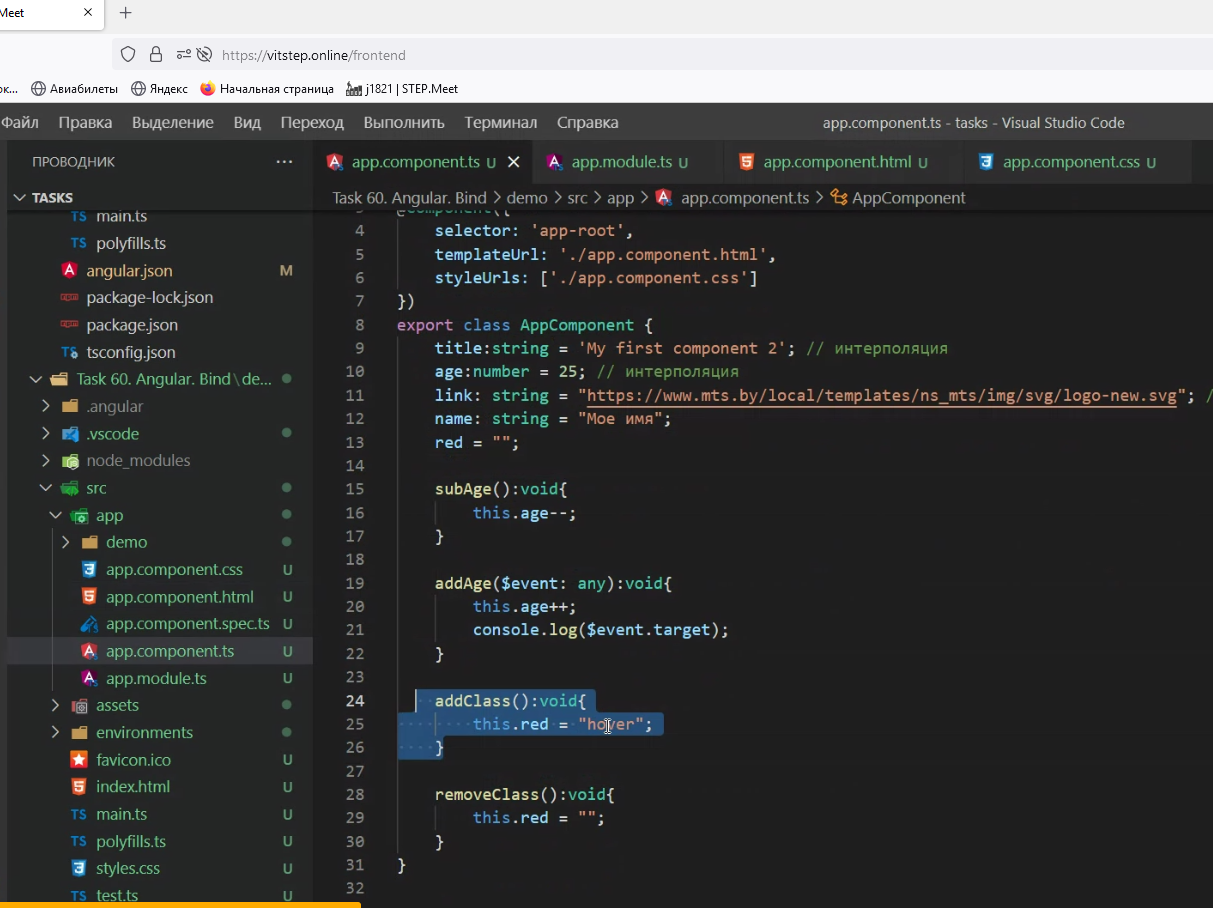 Meet
https://vitstep.online/frontend
Авиабилеты Яндекс Начальная страница j1821 | STEP.Meet
Файл Правка Выделение Вид Переход Выполнить Терминал Справка app.component.ts - tasks - Visual Studio Code
ПРОВОДНИК ...
app.component.ts U
app.module.ts U
app.component.html U
app.component.css U
TASKS
Task 60. Angular. Bind > demo > src > app > app.component.ts > AppComponent
TS main.ts
TS polyfills.ts
angular.json M
package-lock.json
package.json
tsconfig.json
Task 60. Angular. Bind\de...
.angular
.vscode
node_modules
src
app
demo
app.component.css U
app.component.html U
app.component.spec.ts U
app.component.ts U
app.module.ts U
assets
environments
favicon.ico U
index.html U
TS main.ts U
TS polyfills.ts U
styles.css U
TS test.ts U
@Component({
4 selector: 'app-root',
5 templateUrl: './app.component.html',
6 styleUrls: ['./app.component.css']
7 })
8 export class AppComponent {
9 title:string = 'My first component 2'; // интерполяция
10 age:number = 25; // интерполяция
11 link: string = "https://www.mts.by/local/templates/ns_mts/img/svg/logo-new.svg"; /
12 name: string = "Мое имя";
13 red = "";
14
15 subAge():void{
16 this.age--;
17 }
18
19 addAge($event: any):void{
20 this.age++;
21 console.log($event.target);
22 }
23
24 addClass():void{
25 this.red = "hover";
26 }
27
28 removeClass():void{
29 this.red = "";
30 }
31 }
32